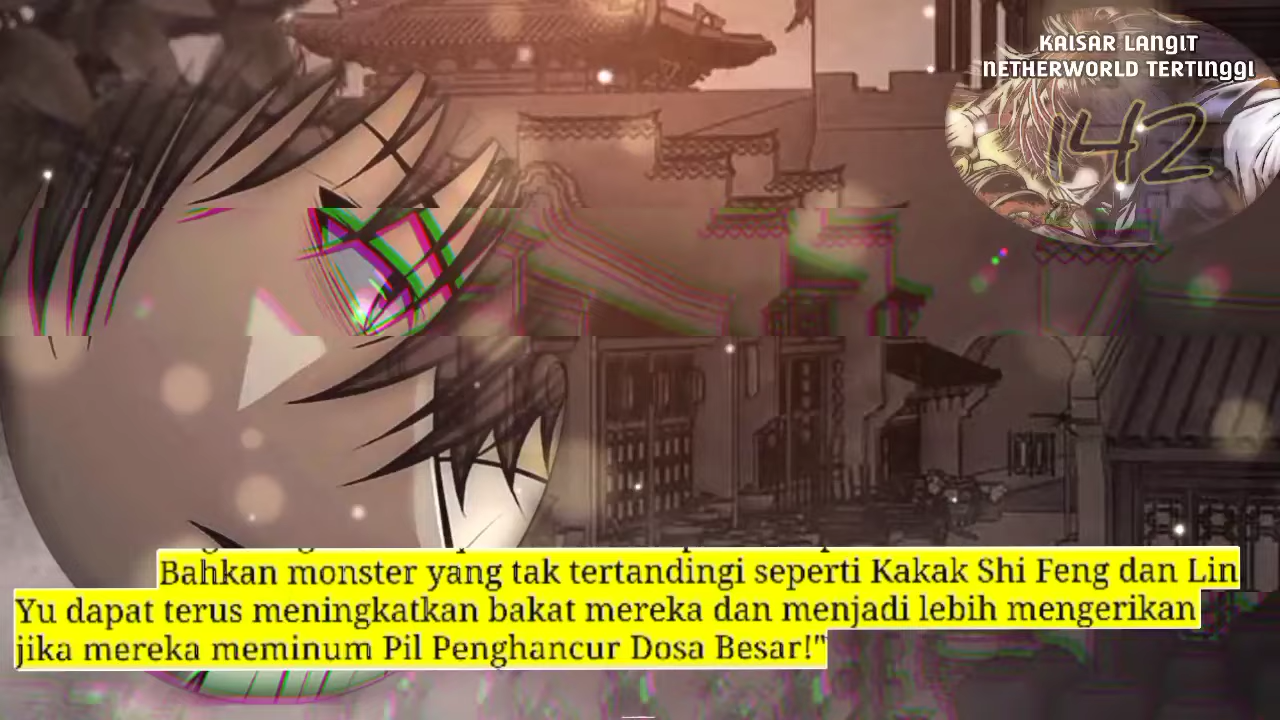 KAISAR LANGIT
NETHERWORLD TERTINGGI
142
Bahkan monster yang tak tertandingi seperti Kakak Shi Feng dan Lin
Yu dapat terus meningkatkan bakat mereka dan menjadi lebih mengerikan
jika mereka meminum Pil Penghancur Dosa Besar!"